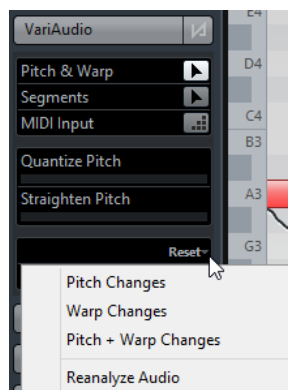 VariAudio
E4
Pitch & Warp
D4
Segments
MIDI Input
C4
B3
Quantize Pitch
Straighten Pitch
A3
Reset
G3
Pitch Changes
Warp Changes
Pitch + Warp Changes
Reanalyze Audio